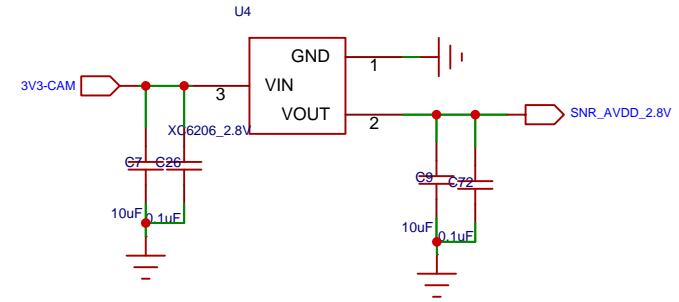 U4
GND
1
3V3-CAM
3
VIN
VOUT
2
SNR_AVDD_2.8V
XC6206_2.8V
C7
C26
C9
C72
10uF
0.1uF
10uF
0.1uF